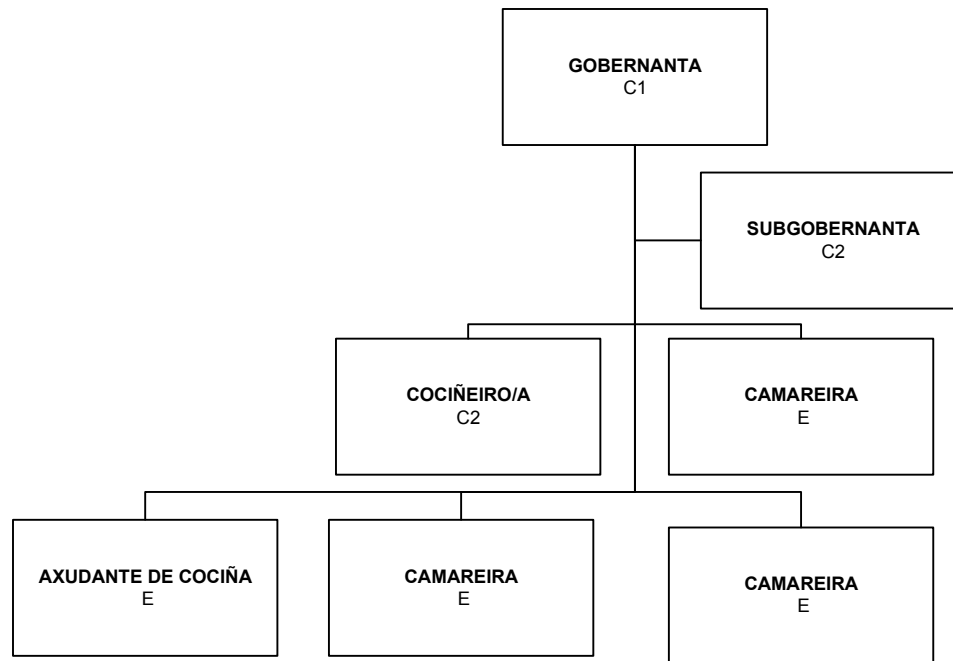 GOBERNANTA
C1
SUBGOBERNANTA
C2
COCIÑEIRO/A
C2
CAMAREIRA
E
AXUDANTE DE COCIÑA
E
CAMAREIRA
E
CAMAREIRA
E